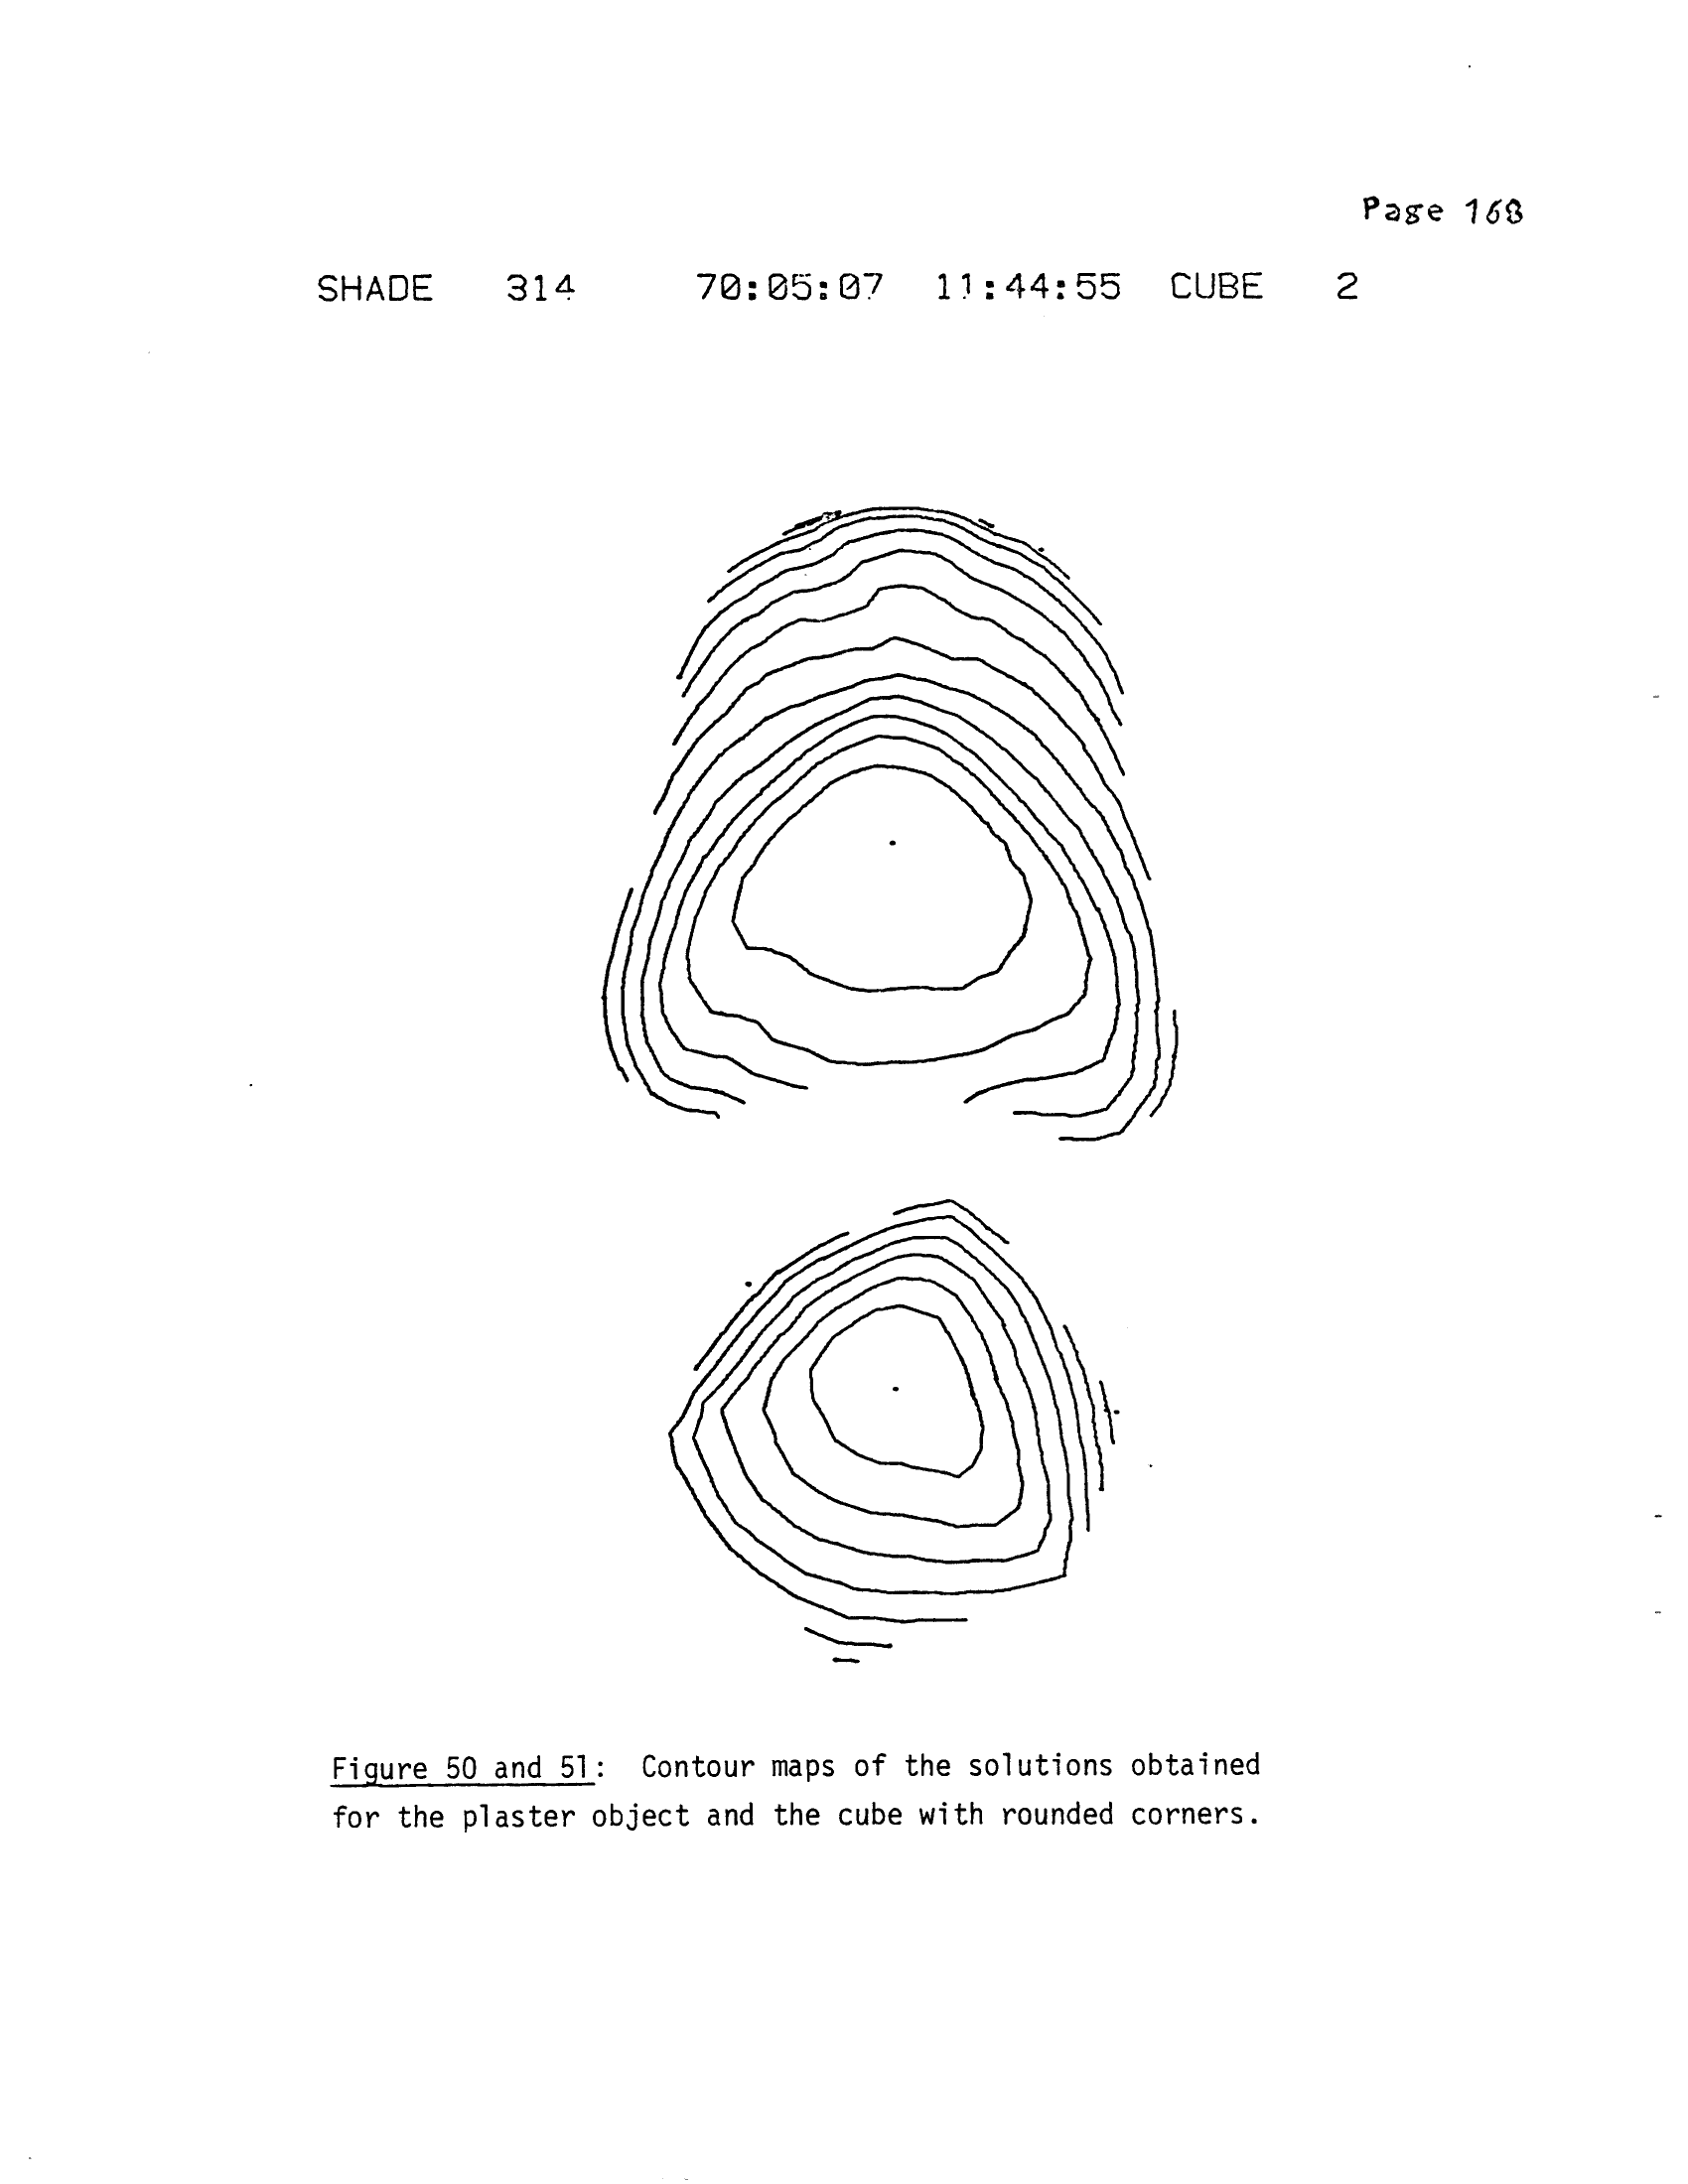 Page 168
SHADE 314 70:05:07 11:44:55 CUBE 2
Figure 50 and 51: Contour maps of the solutions obtained
for the plaster object and the cube with rounded corners.